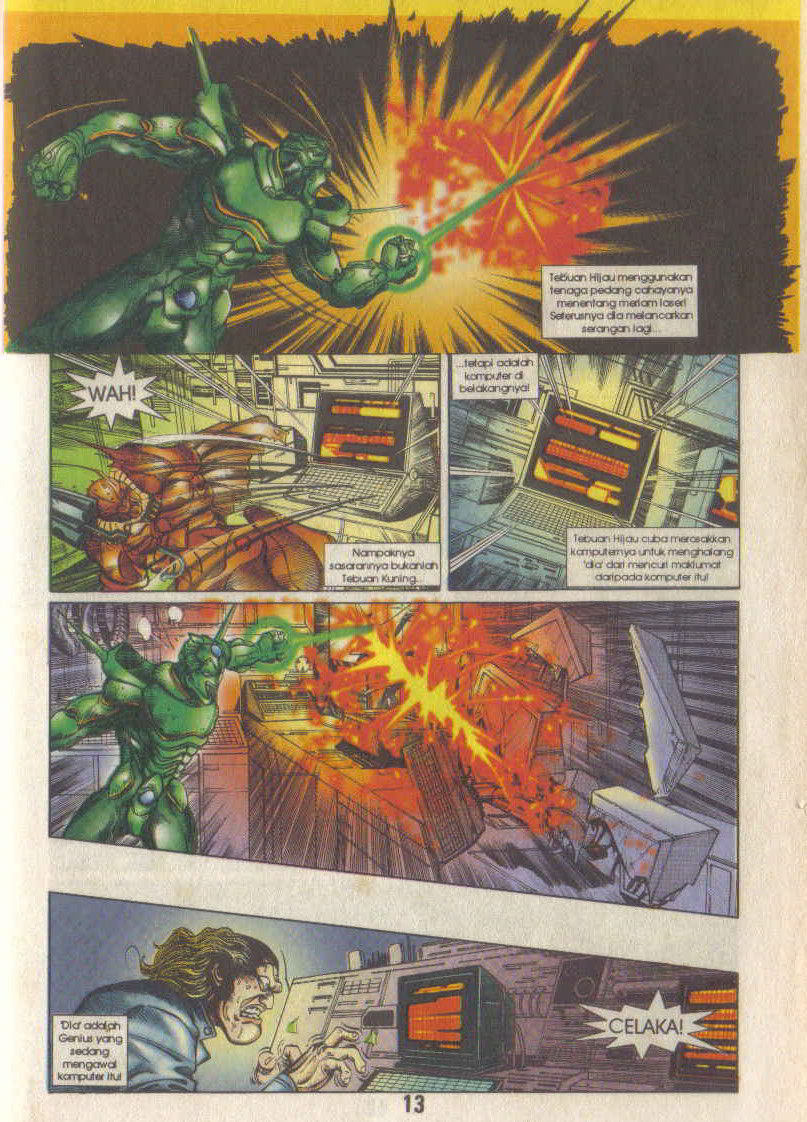 Tebuan Hijau menggunakan
tenaga pedang cahayanya
menentang meriam laser!
Seterusnya dia melancarkan
serangan lagi...
WAH!
Nampaknya
sasarannya bukanlah
Tebuan Kuning...
...tetapi adalah
komputer di
belakangnya!
Tebuan Hijau cuba merosakkan
komputernya untuk menghalang
'dia' dari mencuri maklumat
daripada komputer itu!
'Dia' adalah
Genius yang
sedang
mengawal
komputer itu!
CELAKA!
13